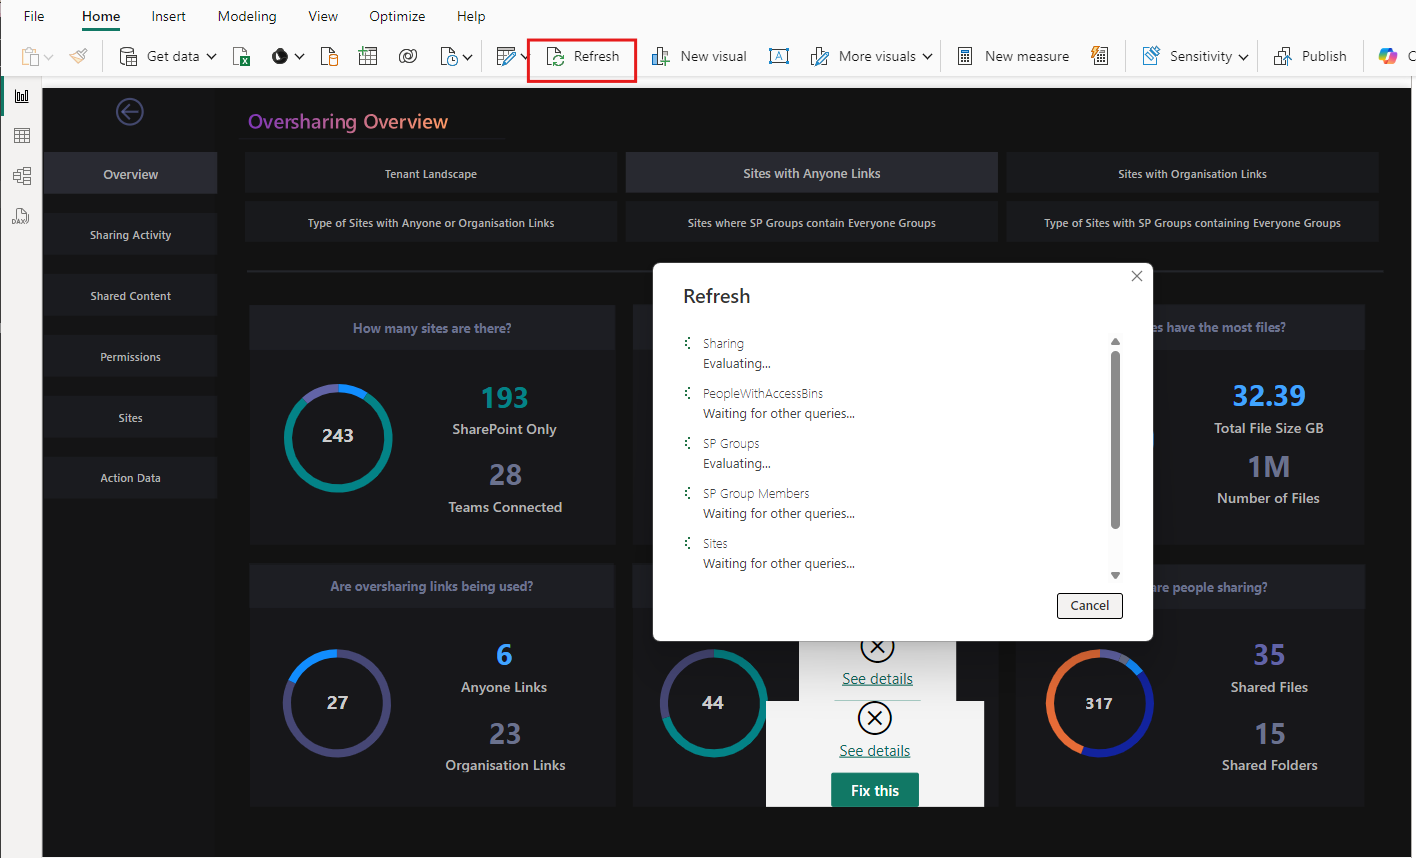 File Home Insert Modeling View Optimize Help
Get data Refresh New visual More visuals New measure Sensitivity Publish
DAX
Oversharing Overview
Overview
Sharing Activity
Shared Content
Permissions
Sites
Action Data
Tenant Landscape Sites with Anyone Links Sites with Organisation Links
Type of Sites with Anyone or Organisation Links Sites where SP Groups contain Everyone Groups Type of Sites with SP Groups containing Everyone Groups
How many sites are there?
243
193
SharePoint Only
28
Teams Connected
have the most files?
32.39
Total File Size GB
1M
Number of Files
Refresh
Sharing
Evaluating...
PeopleWithAccessBins
Waiting for other queries...
SP Groups
Evaluating...
SP Group Members
Waiting for other queries...
Sites
Waiting for other queries...
Cancel
Are oversharing links being used?
27
6
Anyone Links
23
Organisation Links
44
See details
See details
Fix this
are people sharing?
317
35
Shared Files
15
Shared Folders